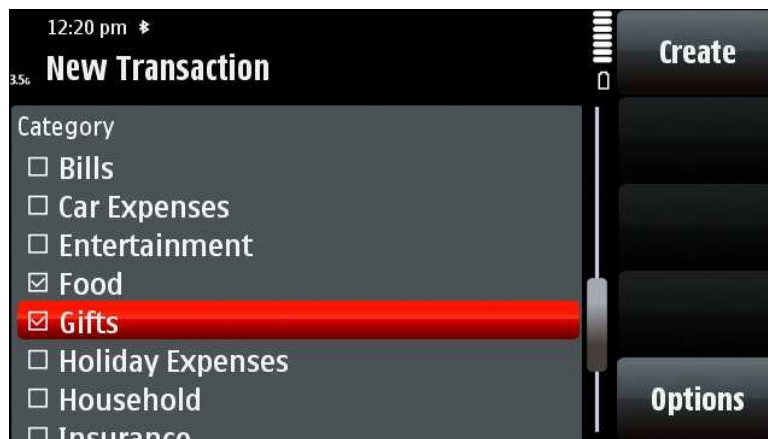 12:20 pm
3.5G
New Transaction
Create
Category
Bills
Car Expenses
Entertainment
Food
Gifts
Holiday Expenses
Household
Insurance
Options